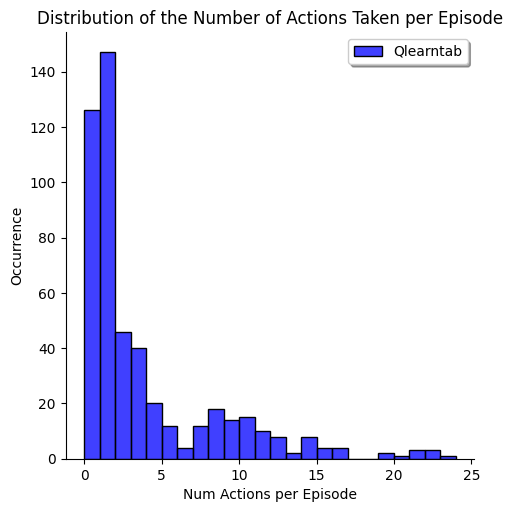 Distribution of the Number of Actions Taken per Episode
Qlearntab
Occurrence
140
120
100
80
60
40
20
0
0 5 10 15 20 25
Num Actions per Episode